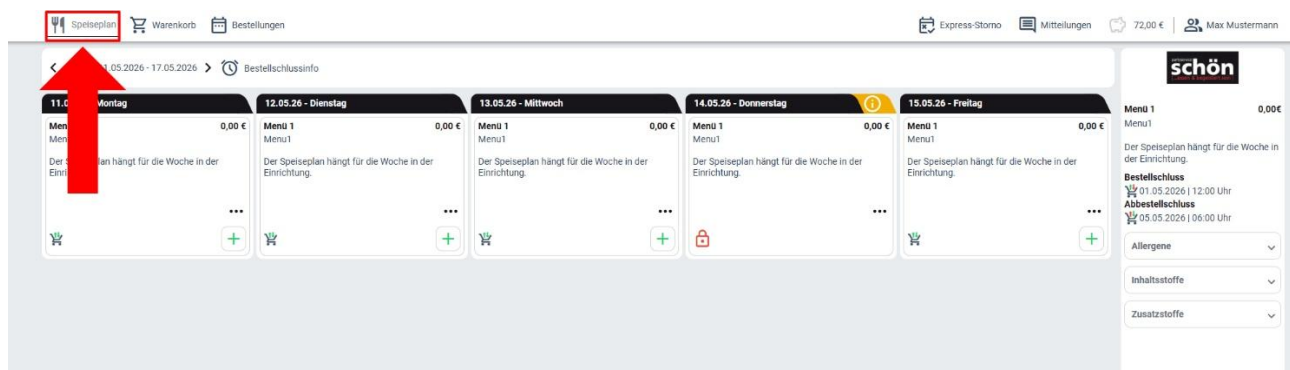 Speiseplan Warenkorb Bestellungen Express-Storno Mitteilungen 72,00 € Max Mustermann
1.05.2026 - 17.05.2026 Bestellschlussinfo
schön
11.0 Montag
Men 0,00 €
Men
Der S lan hängt für die Woche in der
Einri
12.05.26 - Dienstag
Menü 1 0,00 €
Menu1
Der Speiseplan hängt für die Woche in der
Einrichtung.
13.05.26 - Mittwoch
Menü 1 0,00 €
Menu1
Der Speiseplan hängt für die Woche in der
Einrichtung.
14.05.26 - Donnerstag
Menü 1 0,00 €
Menu1
Der Speiseplan hängt für die Woche in der
Einrichtung.
15.05.26 - Freitag
Menü 1 0,00 €
Menu1
Der Speiseplan hängt für die Woche in der
Einrichtung.
Menü 1 0,00€
Menu1
Der Speiseplan hängt für die Woche in
der Einrichtung.
Bestellschluss
01.05.2026 | 12:00 Uhr
Abbestellschluss
05.05.2026 | 06:00 Uhr
Allergene
Inhaltsstoffe
Zusatzstoffe